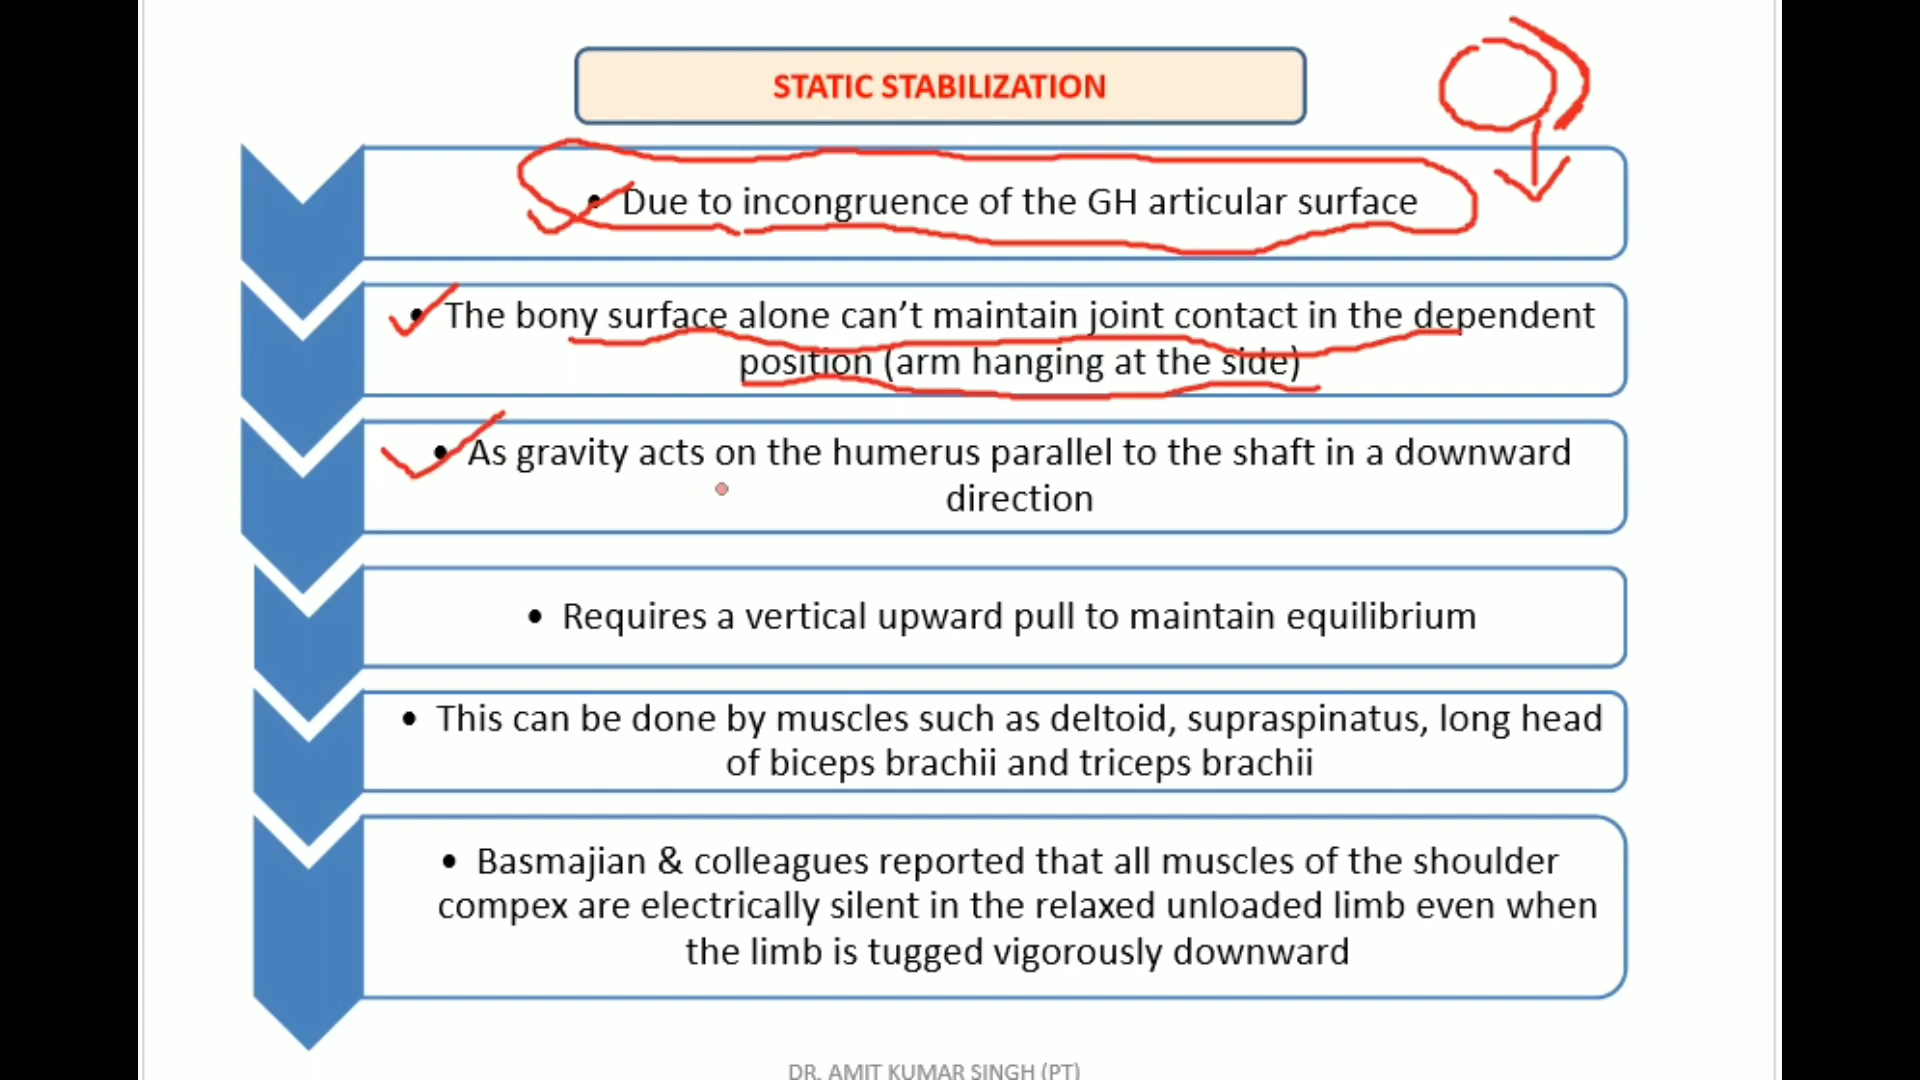 STATIC STABILIZATION
• Due to incongruence of the GH articular surface
• The bony surface alone can’t maintain joint contact in the dependent
position (arm hanging at the side)
• As gravity acts on the humerus parallel to the shaft in a downward
direction
• Requires a vertical upward pull to maintain equilibrium
• This can be done by muscles such as deltoid, supraspinatus, long head
of biceps brachii and triceps brachii
• Basmajian & colleagues reported that all muscles of the shoulder
compex are electrically silent in the relaxed unloaded limb even when
the limb is tugged vigorously downward
DR. AMIT KUMAR SINGH (PT)